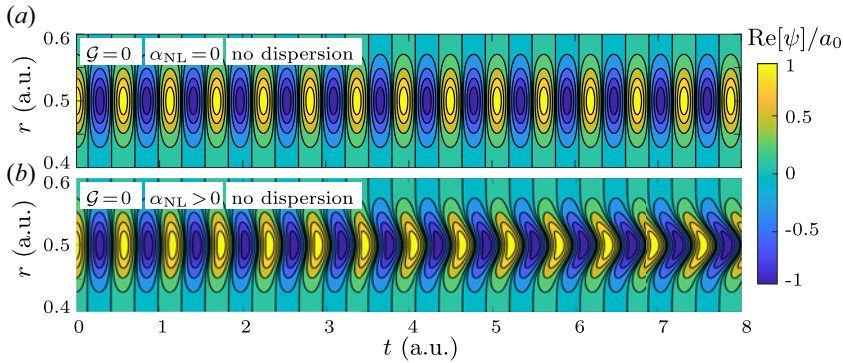 (a)
Re[ψ]/a₀
0.6
𝒢=0 α_NL=0 no dispersion
r (a.u.)
0.5
0.4
(b)
0.6
𝒢=0 α_NL>0 no dispersion
r (a.u.)
0.5
0.4
0 1 2 3 4 5 6 7 8
t (a.u.)
1
0.5
0
-0.5
-1